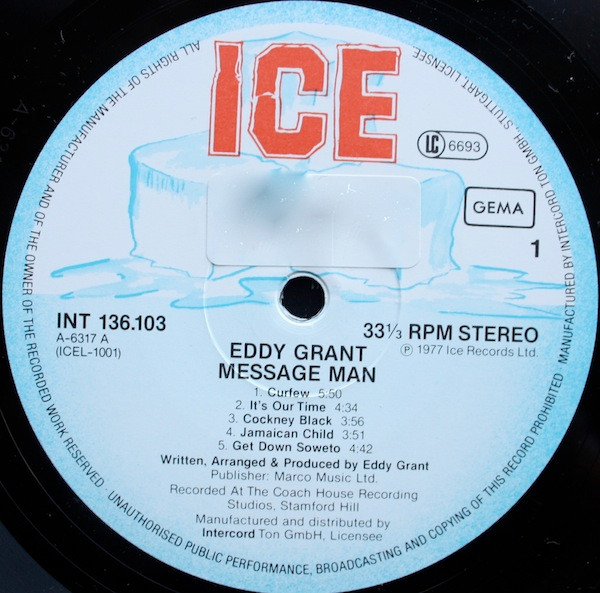 ICE
LC 6693
GEMA
1
INT 136.103
A-6317 A
(ICEL-1001)
33⅓ RPM STEREO
Ⓟ 1977 Ice Records Ltd.
EDDY GRANT
MESSAGE MAN
1. Curfew 5:50
2. It's Our Time 4:34
3. Cockney Black 3:56
4. Jamaican Child 3:51
5. Get Down Soweto 4:42
Written, Arranged & Produced by Eddy Grant
Publisher: Marco Music Ltd.
Recorded At The Coach House Recording
Studios, Stamford Hill
Manufactured and distributed by
Intercord Ton GmbH, Licensee
ALL RIGHTS OF THE MANUFACTURER AND OF THE OWNER OF THE RECORDED WORK RESERVED · UNAUTHORISED PUBLIC PERFORMANCE, BROADCASTING AND COPYING OF THIS RECORD PROHIBITED · MANUFACTURED BY INTERCORD TON GMBH, STUTTGART, LICENSEE